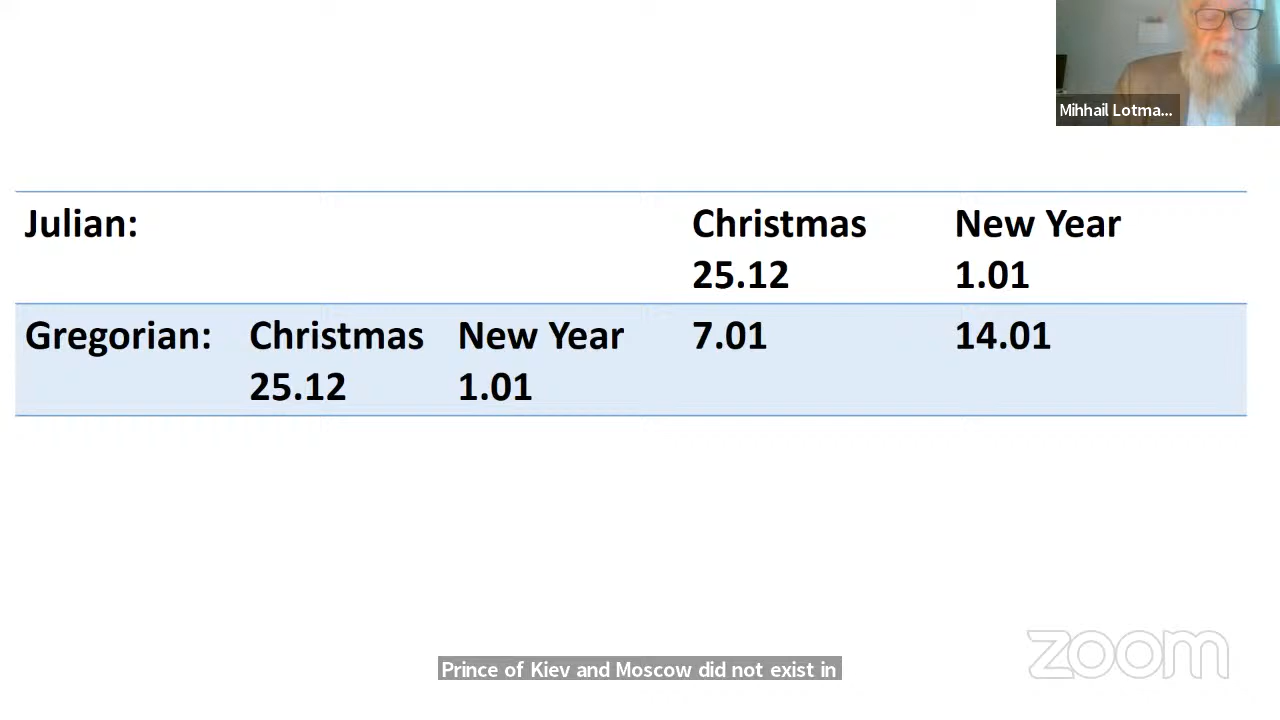 Mihhail Lotma...
Julian:
Christmas
New Year
25.12
1.01
Gregorian:
Christmas
New Year
7.01
14.01
25.12
1.01
Prince of Kiev and Moscow did not exist in
zoom